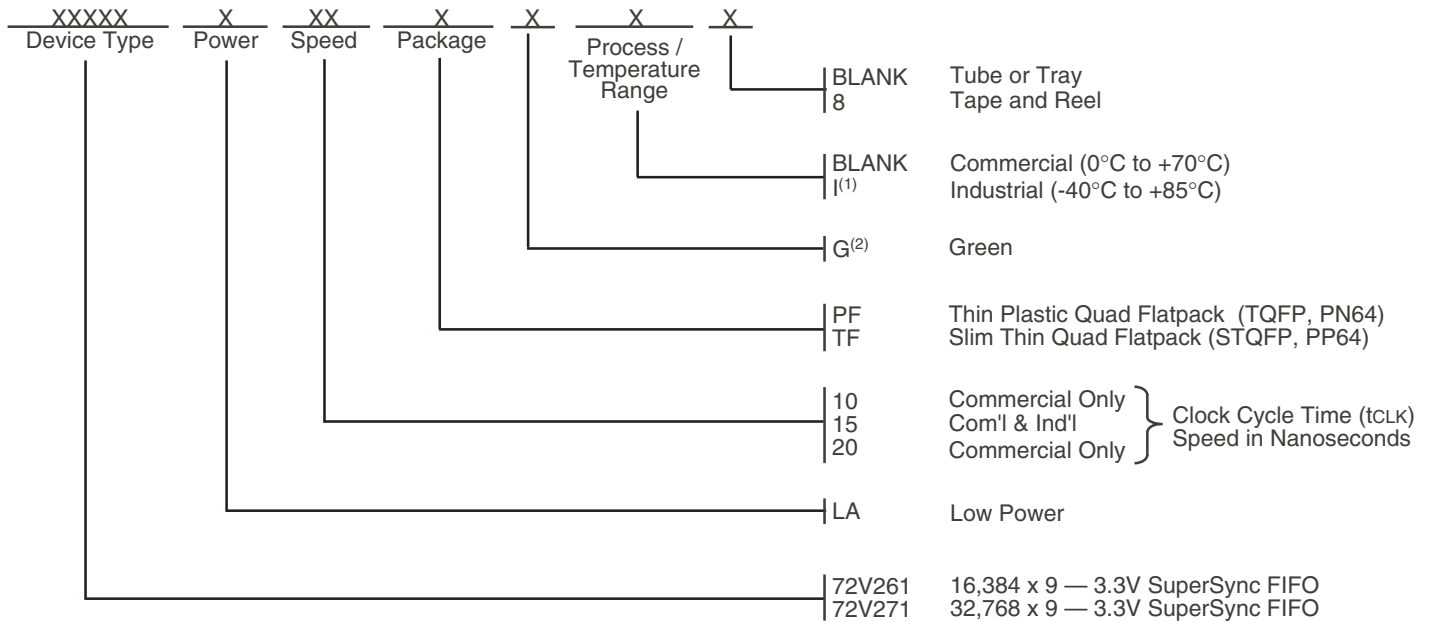 XXXXX X XX X X X X
Device Type Power Speed Package
Process /
Temperature
Range
BLANK Tube or Tray
8 Tape and Reel
BLANK Commercial (0°C to +70°C)
I(1) Industrial (-40°C to +85°C)
G(2) Green
PF Thin Plastic Quad Flatpack (TQFP, PN64)
TF Slim Thin Quad Flatpack (STQFP, PP64)
10 Commercial Only
15 Com'l & Ind'l
20 Commercial Only
Clock Cycle Time (tCLK)
Speed in Nanoseconds
LA Low Power
72V261 16,384 x 9 — 3.3V SuperSync FIFO
72V271 32,768 x 9 — 3.3V SuperSync FIFO